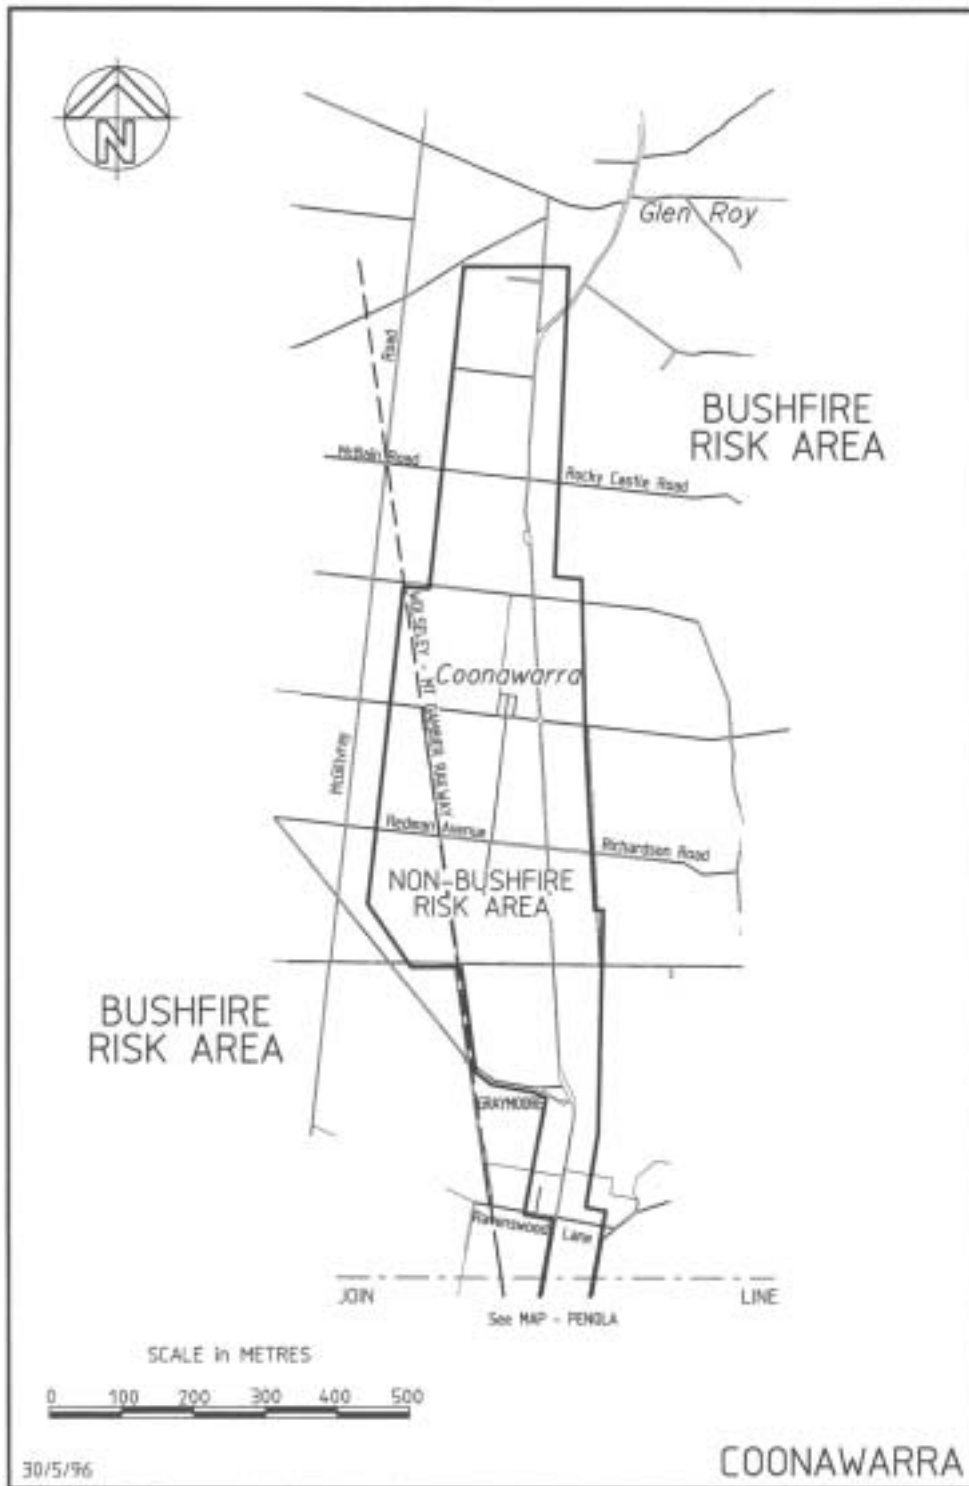 N
Glen Roy
Road
BUSHFIRE
RISK AREA
McBain Road
Rocky Castle Road
WOLSELEY - MT GAMBIER RAILWAY
Coonawarra
McGilvray
Redman Avenue
Richardson Road
NON-BUSHFIRE
RISK AREA
BUSHFIRE
RISK AREA
GRAYMOORE
Ravenswood Lane
JOIN LINE
See MAP - PENOLA
SCALE in METRES
0 100 200 300 400 500
30/5/96
COONAWARRA